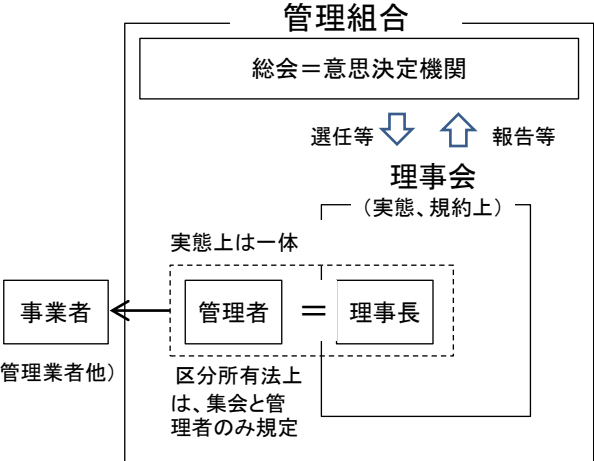 管理組合
総会＝意思決定機関
選任等
報告等
理事会
（実態、規約上）
実態上は一体
事業者
管理者
＝
理事長
管理業者他）
区分所有法上
は、集会と管
理者のみ規定